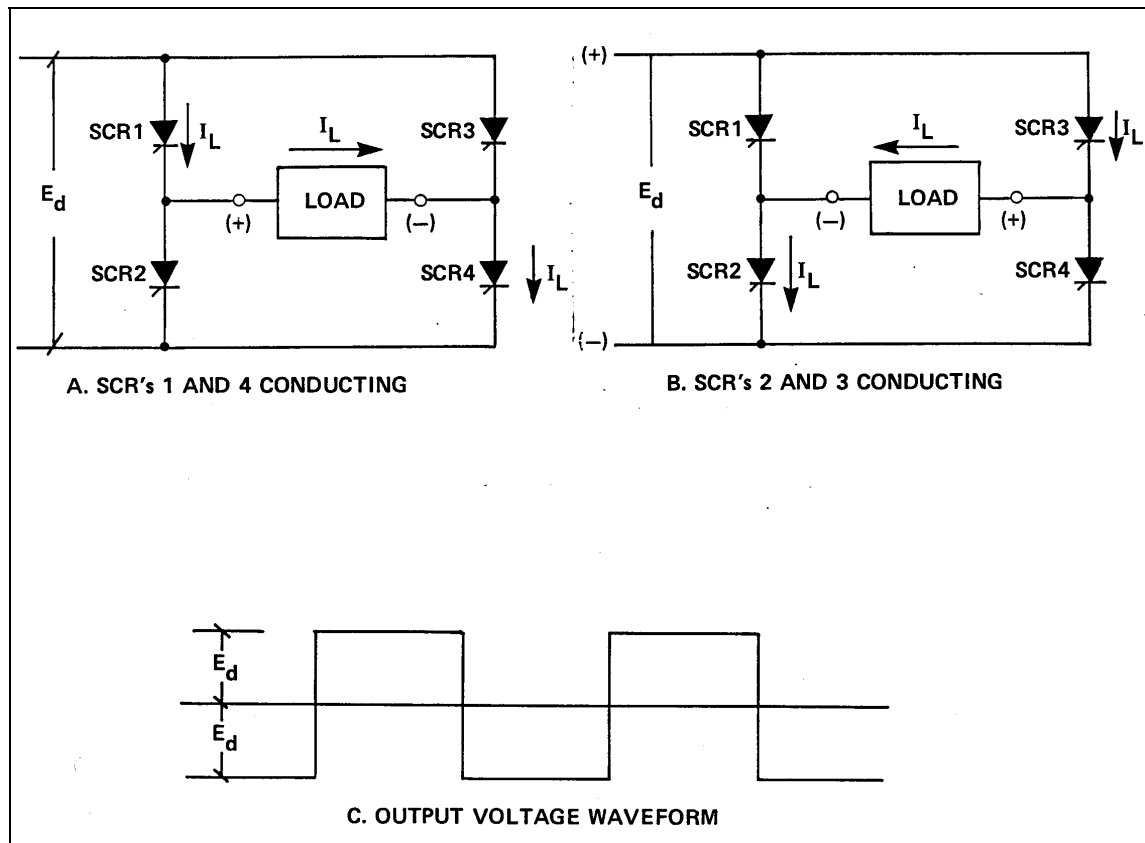 SCR1
I_L
I_L
SCR3
E_d
(+)
LOAD
(−)
SCR2
SCR4
I_L
A. SCR's 1 AND 4 CONDUCTING
(+)
SCR1
I_L
SCR3
I_L
E_d
(−)
LOAD
(+)
SCR2
I_L
SCR4
(−)
B. SCR's 2 AND 3 CONDUCTING
E_d
E_d
C. OUTPUT VOLTAGE WAVEFORM